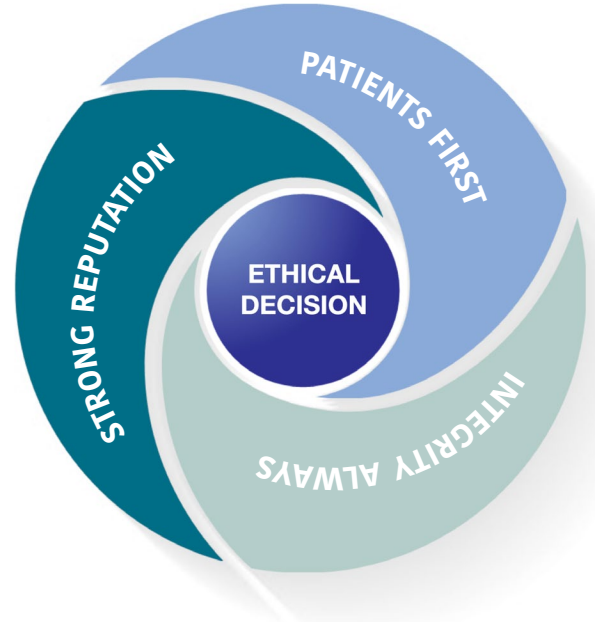 PATIENTS FIRST
STRONG REPUTATION
ETHICAL
DECISION
INTEGRITY ALWAYS